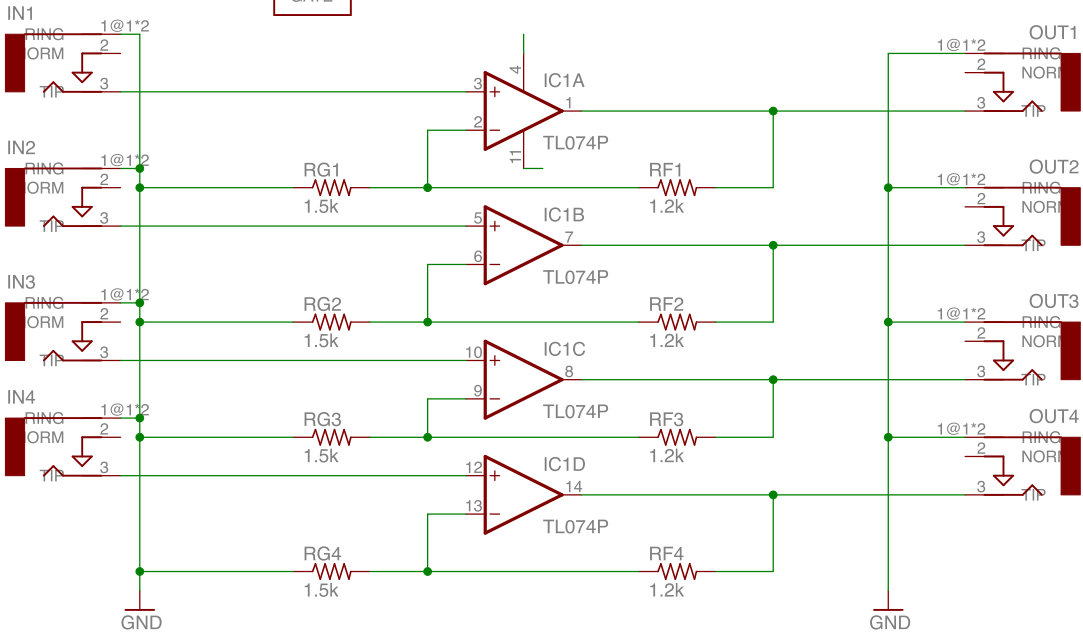 IN1
1@1*2
RING
2
NORM
3
TIP
IN2
1@1*2
RING
2
NORM
3
TIP
IN3
1@1*2
RING
2
NORM
3
TIP
IN4
1@1*2
RING
2
NORM
3
TIP
4
3
+
2
−
11
IC1A
1
TL074P
RG1
1.5k
RF1
1.2k
5
+
6
−
IC1B
7
TL074P
RG2
1.5k
RF2
1.2k
10
+
9
−
IC1C
8
TL074P
RG3
1.5k
RF3
1.2k
12
+
13
−
IC1D
14
TL074P
RG4
1.5k
RF4
1.2k
OUT1
1@1*2
RING
2
NORM
3
TIP
OUT2
1@1*2
RING
2
NORM
3
TIP
OUT3
1@1*2
RING
2
NORM
3
TIP
OUT4
1@1*2
RING
2
NORM
3
TIP
GND
GND